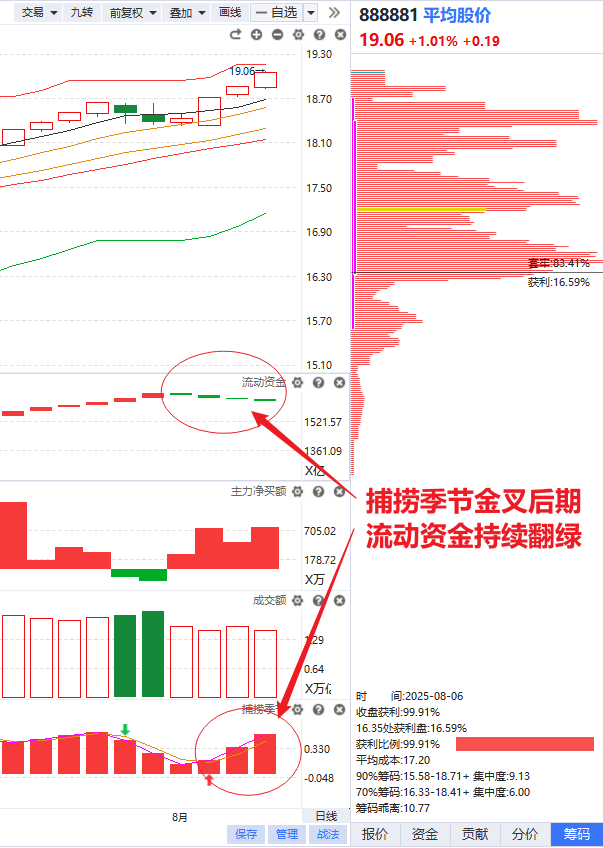 交易 九转 前复权 叠加 画线 一自选
888881 平均股价
19.06 +1.01% +0.19
19.30
19.06
18.70
18.10
17.50
16.90
16.30
15.70
15.10
套牢:83.41%
获利:16.59%
流动资金
1521.57
1361.09
X亿
主力净买额
705.02
178.72
X万
捕捞季节金叉后期
流动资金持续翻绿
成交额
1.29
0.64
X万亿
捕捞季
0.330
-0.048
8月
日线
保存 管理 战法
时 间:2025-08-06
收盘获利:99.91%
16.35处获利盘:16.59%
获利比例:99.91%
平均成本:17.20
90%筹码:15.58-18.71+ 集中度:9.13
70%筹码:16.33-18.41+ 集中度:6.00
筹码乖离:10.77
报价 资金 贡献 分价 筹码